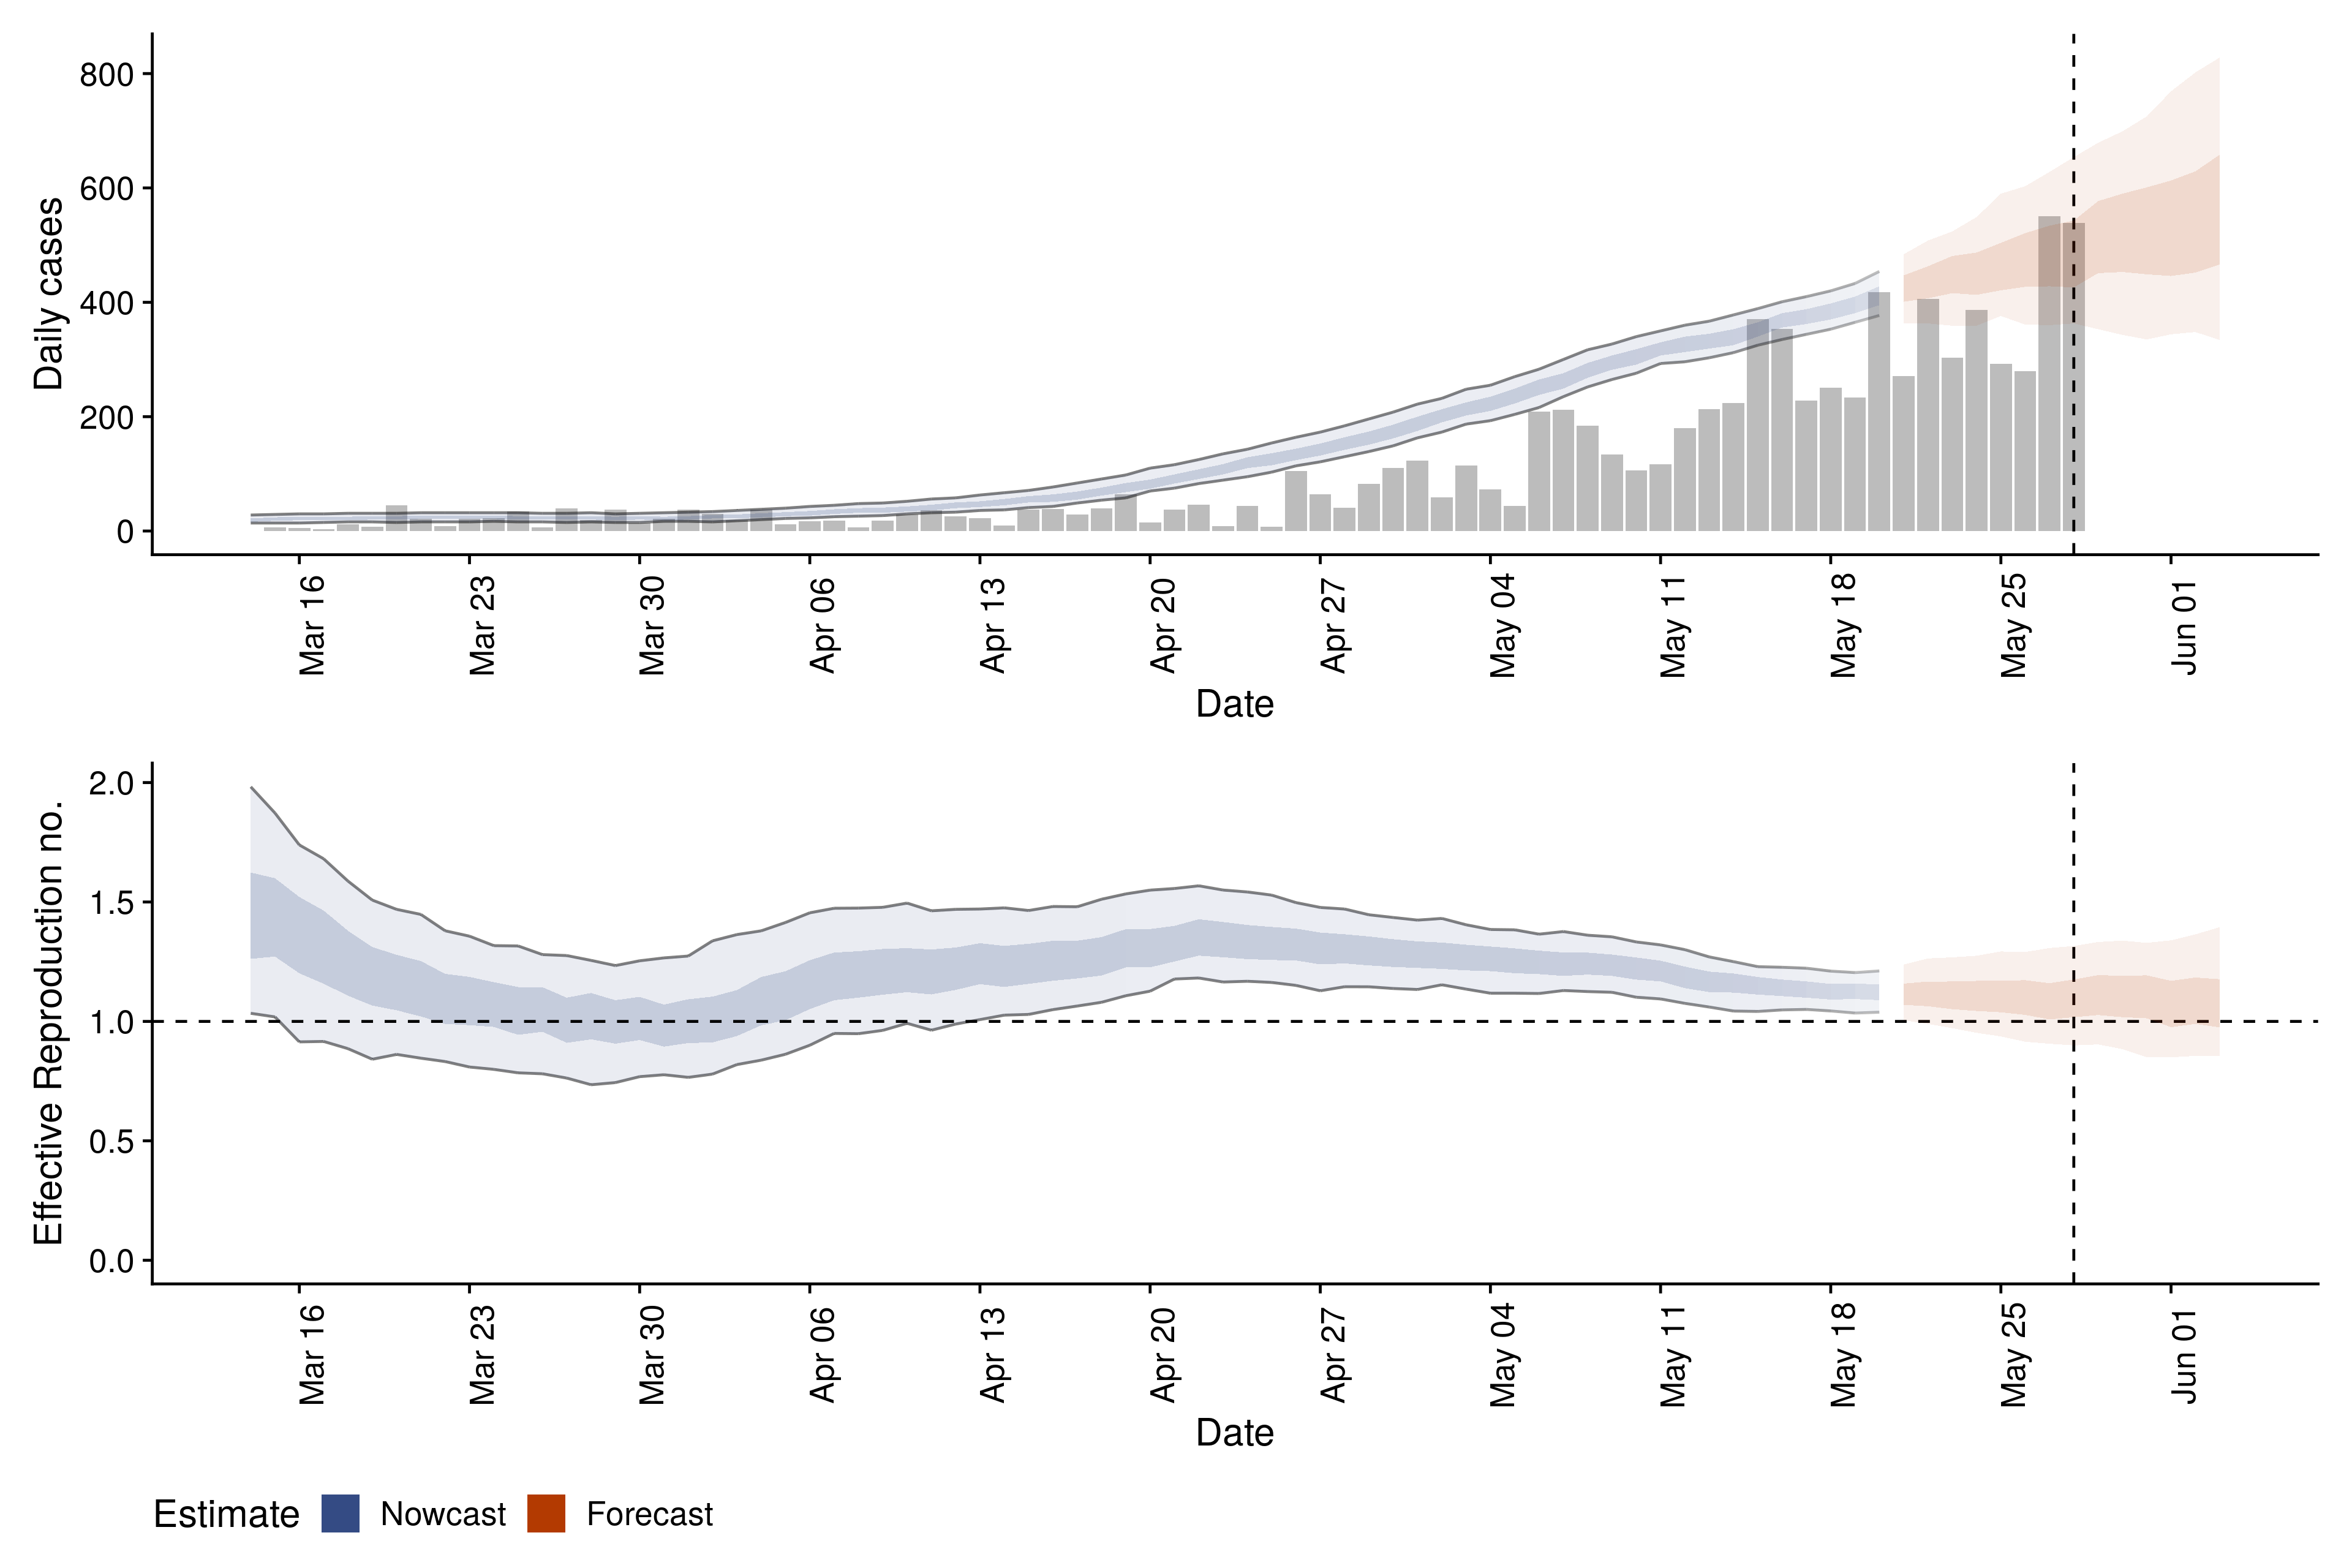 Daily cases
800
600
400
200
0
Mar 16
Mar 23
Mar 30
Apr 06
Apr 13
Apr 20
Apr 27
May 04
May 11
May 18
May 25
Jun 01
Date
Effective Reproduction no.
2.0
1.5
1.0
0.5
0.0
Mar 16
Mar 23
Mar 30
Apr 06
Apr 13
Apr 20
Apr 27
May 04
May 11
May 18
May 25
Jun 01
Date
Estimate Nowcast Forecast